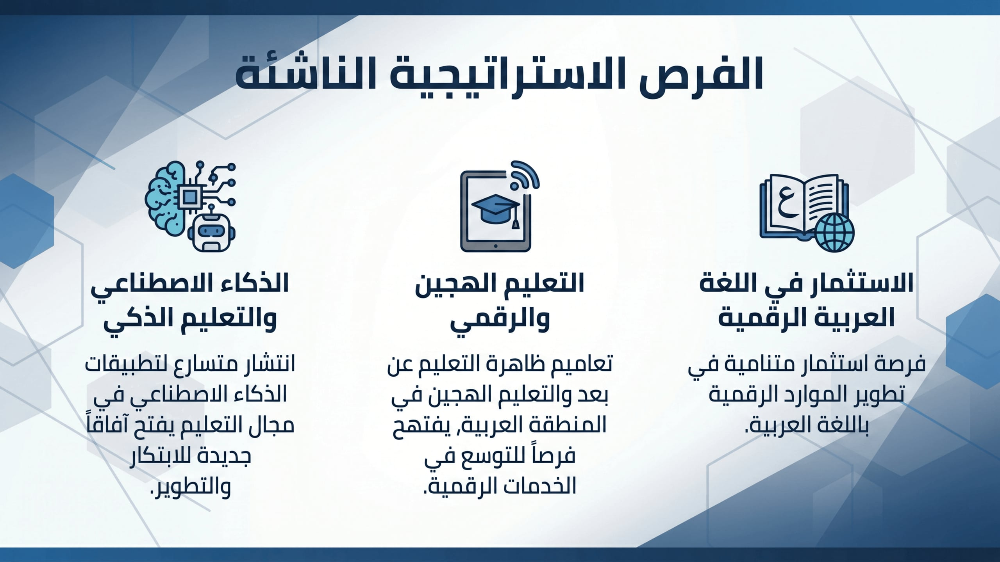 الفرص الاستراتيجية الناشئة
ع
الاستثمار في اللغة
العربية الرقمية
فرصة استثمار متنامية في
تطوير الموارد الرقمية
باللغة العربية.
التعليم الهجين
والرقمي
تعاميم ظاهرة التعليم عن
بعد والتعليم الهجين في
المنطقة العربية, يفتهح
فرصاً للتوسع في
الخدمات الرقمية.
الذكاء الاصطناعي
والتعليم الذكي
انتشار متسارع لتطبيقات
الذكاء الاصطناعي في
مجال التعليم يفتح آفاقاً
جديدة للابتكار
والتطوير.